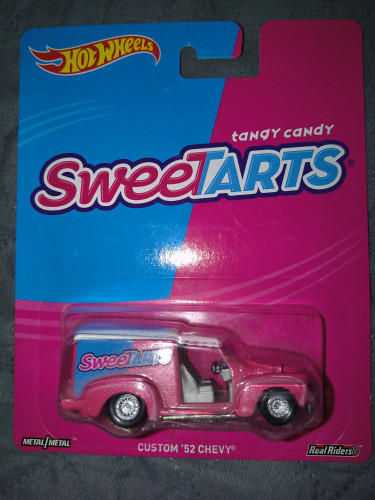 HOT WHEELS
tangy candy
SweeTARTS®
SweeTARTS
METAL/METAL
CUSTOM '52 CHEVY®
Real Riders